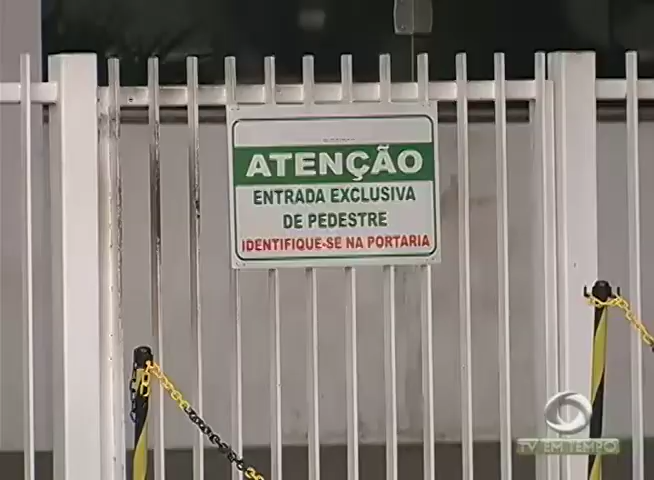 ATENÇÃO
ENTRADA EXCLUSIVA
DE PEDESTRE
IDENTIFIQUE-SE NA PORTARIA
TV EM TEMPO